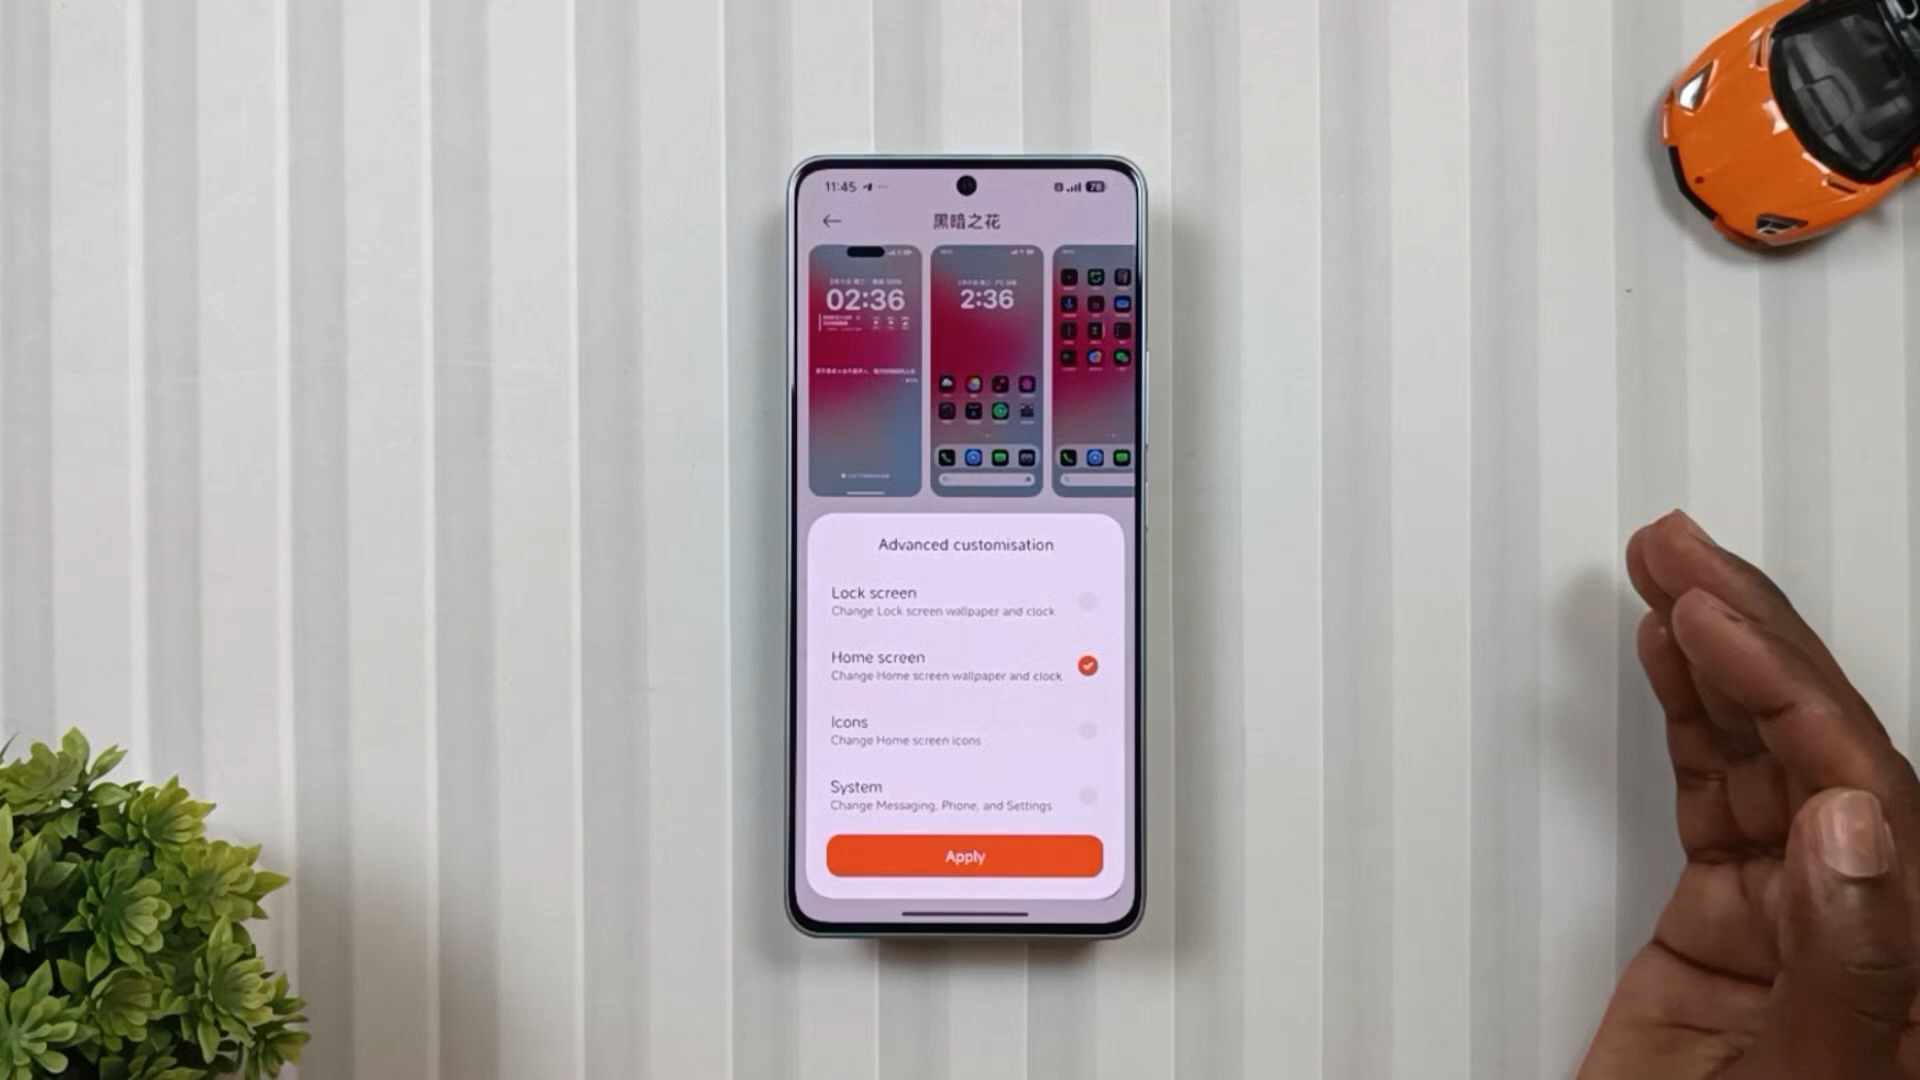 11:45
78
黑暗之花
02:36
2:36
Advanced customisation
Lock screen
Change Lock screen wallpaper and clock
Home screen
Change Home screen wallpaper and clock
Icons
Change Home screen icons
System
Change Messaging, Phone, and Settings
Apply